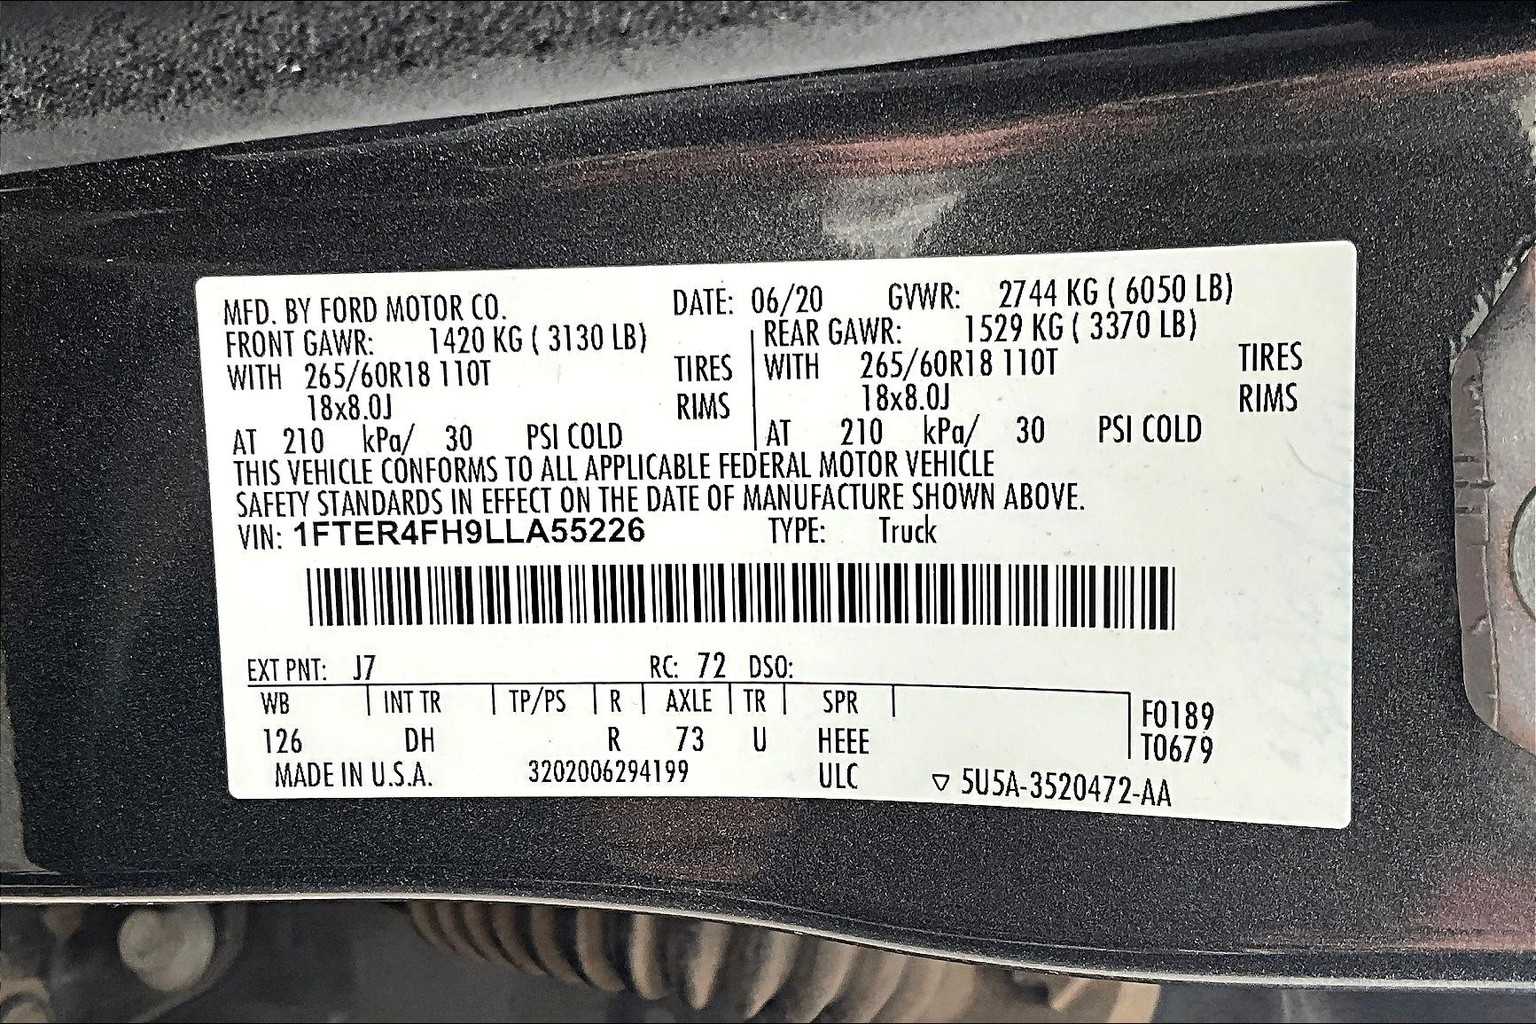 MFD. BY FORD MOTOR CO. DATE: 06/20 GVWR: 2744 KG ( 6050 LB)
FRONT GAWR: 1420 KG ( 3130 LB) REAR GAWR: 1529 KG ( 3370 LB)
WITH 265/60R18 110T TIRES WITH 265/60R18 110T TIRES
18x8.0J RIMS 18x8.0J RIMS
AT 210 kPa/ 30 PSI COLD AT 210 kPa/ 30 PSI COLD
THIS VEHICLE CONFORMS TO ALL APPLICABLE FEDERAL MOTOR VEHICLE
SAFETY STANDARDS IN EFFECT ON THE DATE OF MANUFACTURE SHOWN ABOVE.
VIN: 1FTER4FH9LLA55226 TYPE: Truck
EXT PNT: J7 RC: 72 DSO:
WB INT TR TP/PS R AXLE TR SPR F0189
126 DH R 73 U HEEE T0679
MADE IN U.S.A. 3202006294199 ULC ▽ 5U5A-3520472-AA